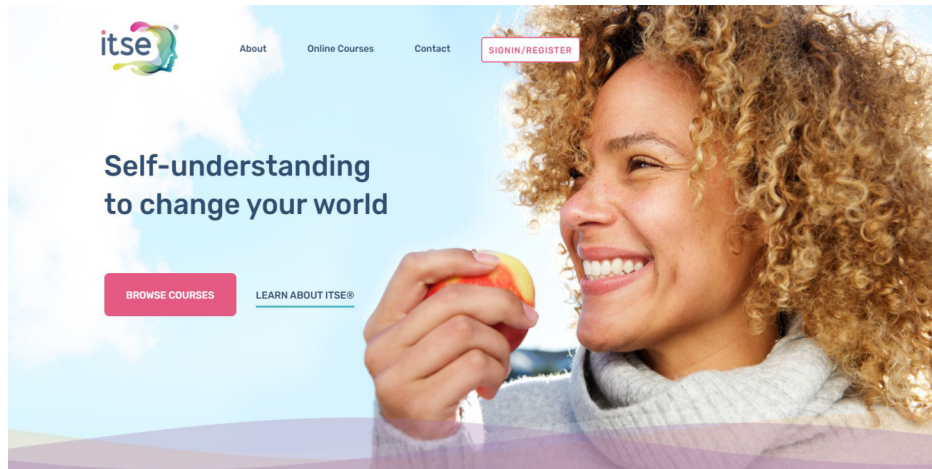 itse®
About
Online Courses
Contact
SIGNIN/REGISTER
Self-understanding
to change your world
BROWSE COURSES
LEARN ABOUT ITSE®